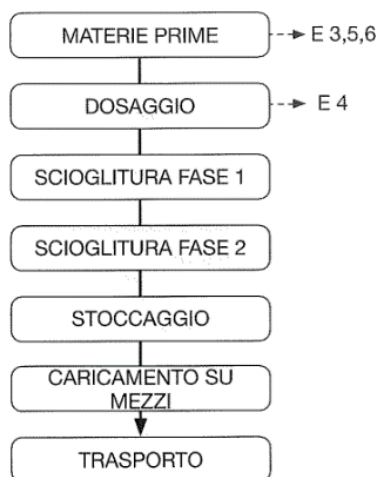 MATERIE PRIME
E 3,5,6
DOSAGGIO
E 4
SCIOGLITURA FASE 1
SCIOGLITURA FASE 2
STOCCAGGIO
CARICAMENTO SU
MEZZI
TRASPORTO